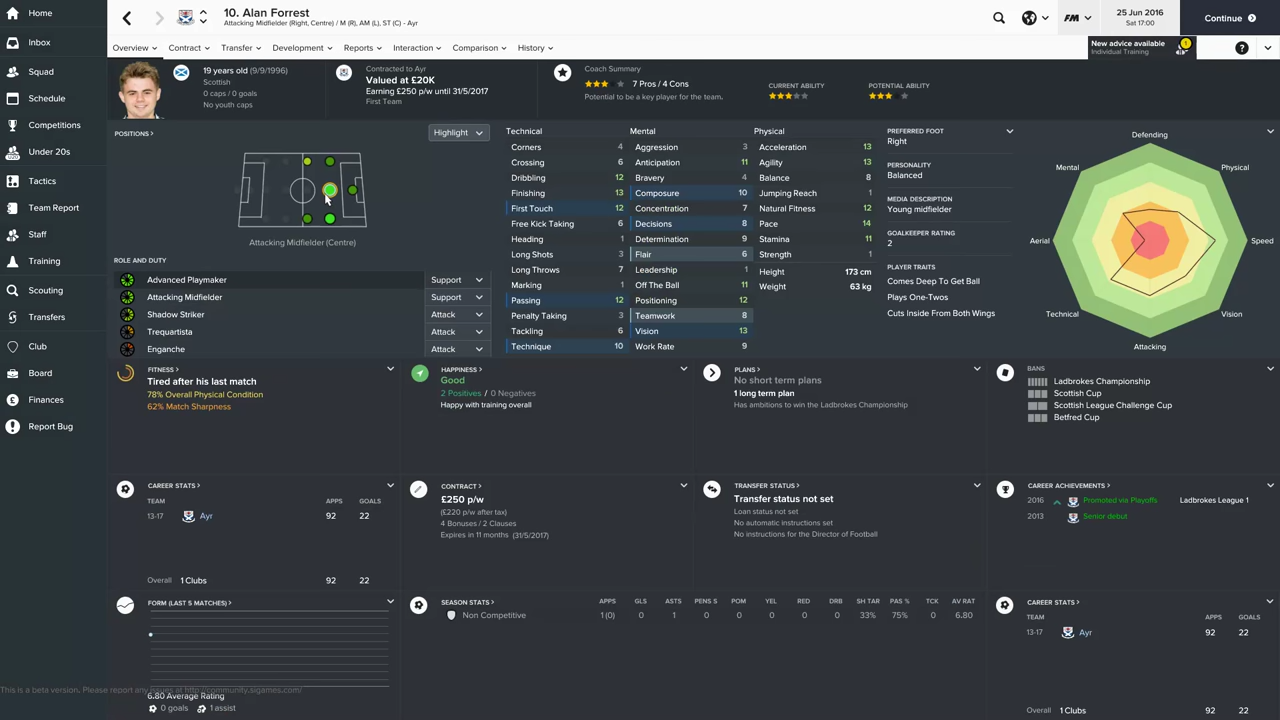 Home
Inbox
Squad
Schedule
Competitions
Under 20s
Tactics
Team Report
Staff
Training
Scouting
Transfers
Club
Board
Finances
Report Bug
10. Alan Forrest
Attacking Midfielder (Right, Centre) / M (R), AM (L), ST (C) - Ayr
FM
25 Jun 2016
Sat 17:00
Continue
Overview
Contract
Transfer
Development
Reports
Interaction
Comparison
History
New advice available
Individual Training
1
?
19 years old (9/9/1996)
Scottish
0 caps / 0 goals
No youth caps
Contracted to Ayr
Valued at £20K
Earning £250 p/w until 31/5/2017
First Team
Coach Summary
7 Pros / 4 Cons
Potential to be a key player for the team.
CURRENT ABILITY
POTENTIAL ABILITY
POSITIONS >
Highlight
Attacking Midfielder (Centre)
ROLE AND DUTY
Advanced Playmaker Support
Attacking Midfielder Support
Shadow Striker Attack
Trequartista Attack
Enganche Attack
Technical
Corners 4
Crossing 6
Dribbling 12
Finishing 13
First Touch 12
Free Kick Taking 6
Heading 1
Long Shots 3
Long Throws 7
Marking 1
Passing 12
Penalty Taking 3
Tackling 6
Technique 10
Mental
Aggression 3
Anticipation 11
Bravery 4
Composure 10
Concentration 7
Decisions 8
Determination 9
Flair 6
Leadership 1
Off The Ball 11
Positioning 12
Teamwork 8
Vision 13
Work Rate 9
Physical
Acceleration 13
Agility 13
Balance 8
Jumping Reach 1
Natural Fitness 12
Pace 14
Stamina 11
Strength 1
Height 173 cm
Weight 63 kg
PREFERRED FOOT
Right
PERSONALITY
Balanced
MEDIA DESCRIPTION
Young midfielder
GOALKEEPER RATING
2
PLAYER TRAITS
Comes Deep To Get Ball
Plays One-Twos
Cuts Inside From Both Wings
Defending
Mental
Physical
Aerial
Speed
Technical
Vision
Attacking
FITNESS >
Tired after his last match
78% Overall Physical Condition
62% Match Sharpness
HAPPINESS >
Good
2 Positives / 0 Negatives
Happy with training overall
PLANS >
No short term plans
1 long term plan
Has ambitions to win the Ladbrokes Championship
BANS
Ladbrokes Championship
Scottish Cup
Scottish League Challenge Cup
Betfred Cup
CAREER STATS >
TEAM APPS GOALS
13-17 Ayr 92 22
Overall 1 Clubs 92 22
CONTRACT >
£250 p/w
(£220 p/w after tax)
4 Bonuses / 2 Clauses
Expires in 11 months (31/5/2017)
TRANSFER STATUS >
Transfer status not set
Loan status not set
No automatic instructions set
No instructions for the Director of Football
CAREER ACHIEVEMENTS >
2016 Promoted via Playoffs Ladbrokes League 1
2013 Senior debut
FORM (LAST 5 MATCHES) >
This is a beta version. Please report any issues at http://community.sigames.com/
6.80 Average Rating
0 goals 1 assist
SEASON STATS > APPS GLS ASTS PENS S POM YEL RED DRB SH TAR PAS % TCK AV RAT
Non Competitive 1 (0) 0 1 0 0 0 0 0 33% 75% 0 6.80
CAREER STATS >
TEAM APPS GOALS
13-17 Ayr 92 22
Overall 1 Clubs 92 22